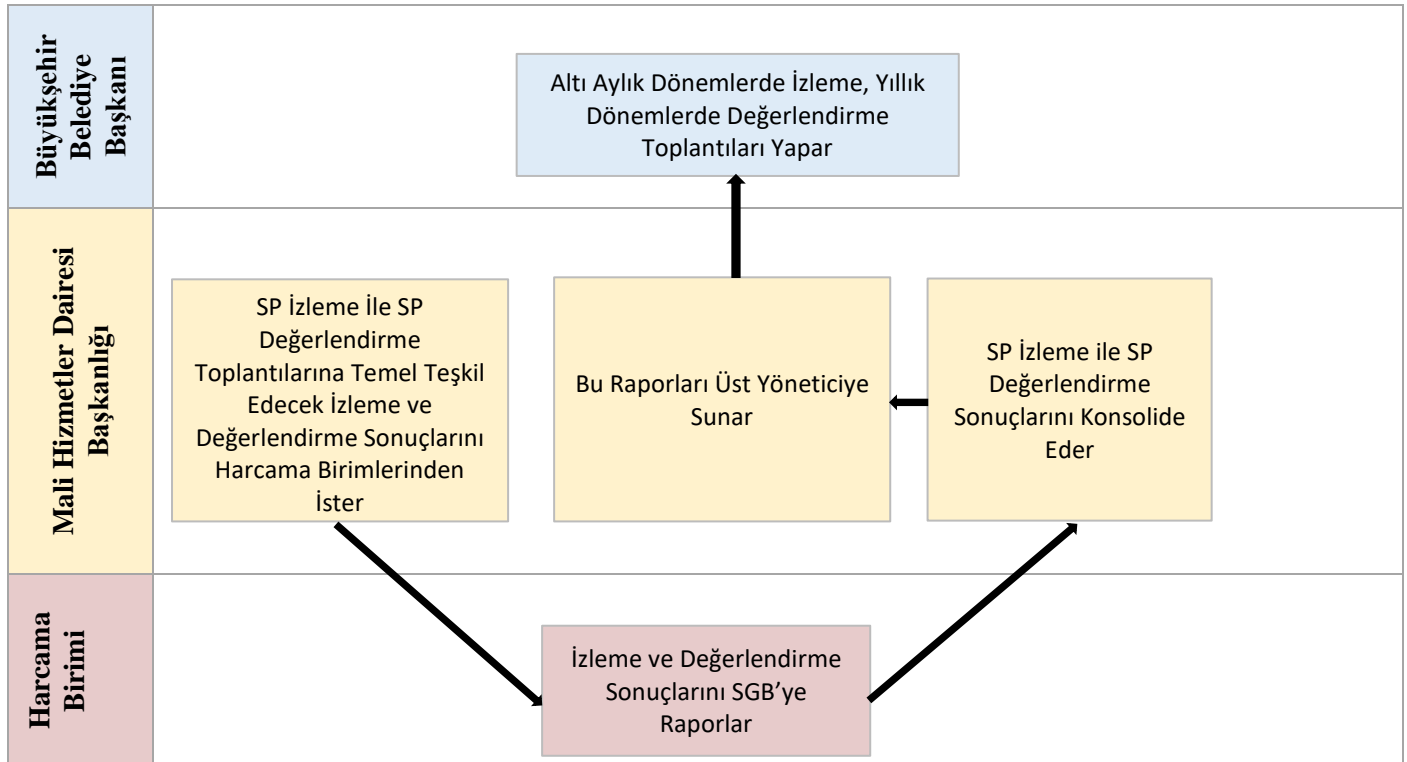 Büyükşehir
Belediye
Başkanı
Altı Aylık Dönemlerde İzleme, Yıllık
Dönemlerde Değerlendirme
Toplantıları Yapar
Mali Hizmetler Dairesi
Başkanlığı
SP İzleme İle SP
Değerlendirme
Toplantılarına Temel Teşkil
Edecek İzleme ve
Değerlendirme Sonuçlarını
Harcama Birimlerinden
İster
Bu Raporları Üst Yöneticiye
Sunar
SP İzleme ile SP
Değerlendirme
Sonuçlarını Konsolide
Eder
Harcama
Birimi
İzleme ve Değerlendirme
Sonuçlarını SGB’ye
Raporlar